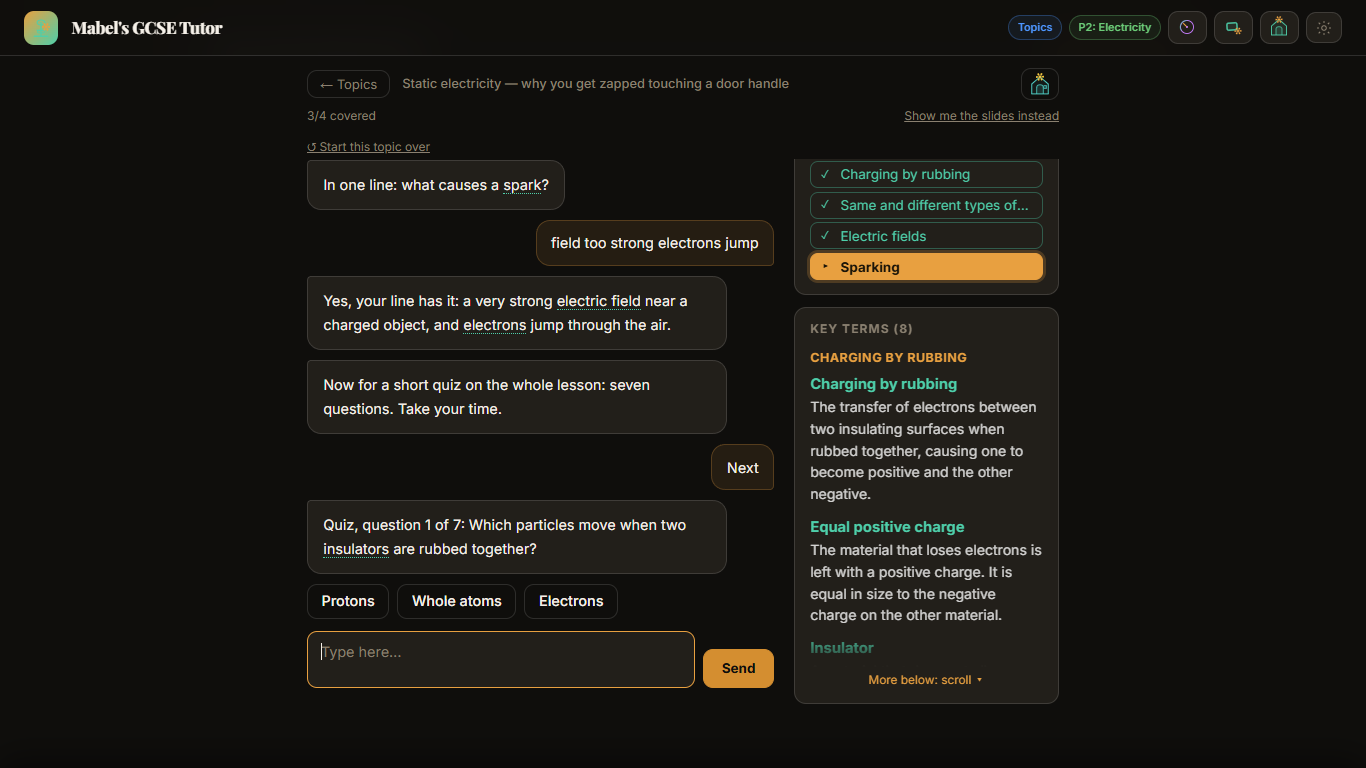 Mabel's GCSE Tutor
Topics
P2: Electricity
← Topics
Static electricity — why you get zapped touching a door handle
3/4 covered
Show me the slides instead
↺ Start this topic over
In one line: what causes a spark?
field too strong electrons jump
Yes, your line has it: a very strong electric field near a
charged object, and electrons jump through the air.
Now for a short quiz on the whole lesson: seven
questions. Take your time.
Next
Quiz, question 1 of 7: Which particles move when two
insulators are rubbed together?
Protons
Whole atoms
Electrons
Type here...
Send
✓ Charging by rubbing
✓ Same and different types of...
✓ Electric fields
▸ Sparking
KEY TERMS (8)
CHARGING BY RUBBING
Charging by rubbing
The transfer of electrons between
two insulating surfaces when
rubbed together, causing one to
become positive and the other
negative.
Equal positive charge
The material that loses electrons is
left with a positive charge. It is
equal in size to the negative
charge on the other material.
Insulator
More below: scroll ▾